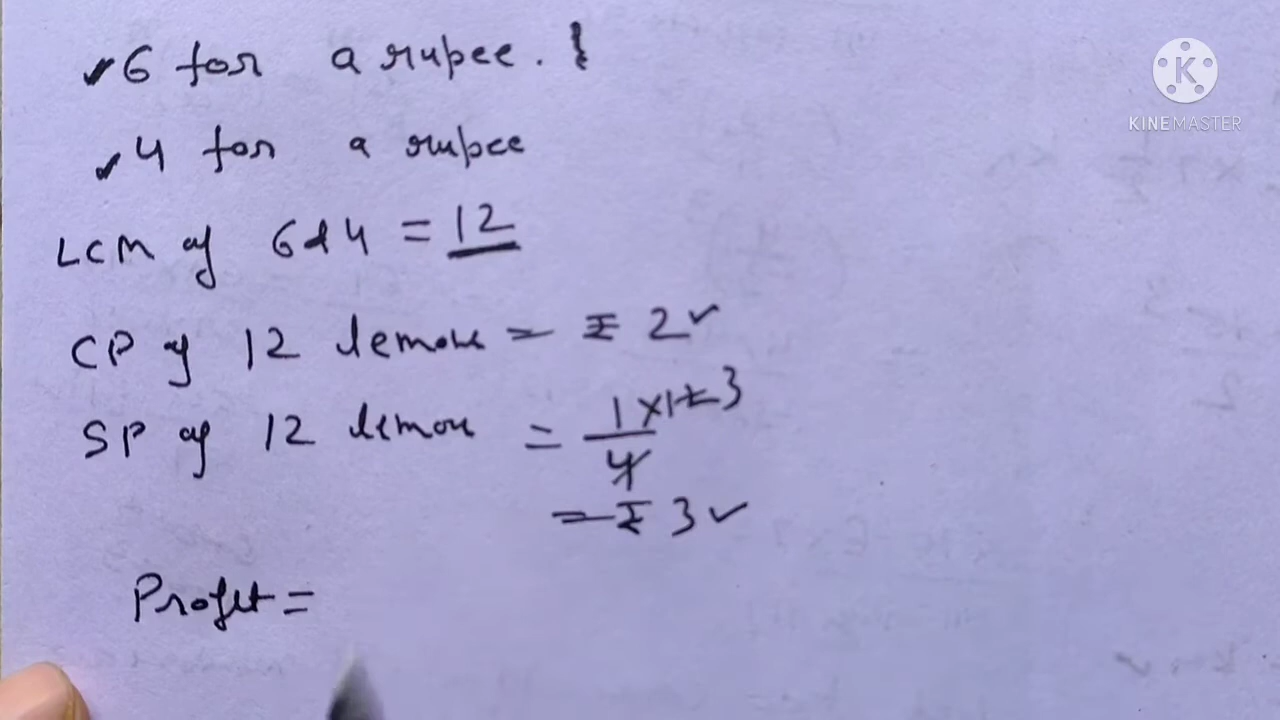 6 for a rupee.
4 for a rupee
LCM of 6 & 4 = 12
CP of 12 lemons = ₹ 2
SP of 12 lemon = 1/4 × 12 3
= ₹ 3
Profit =
K
KINEMASTER